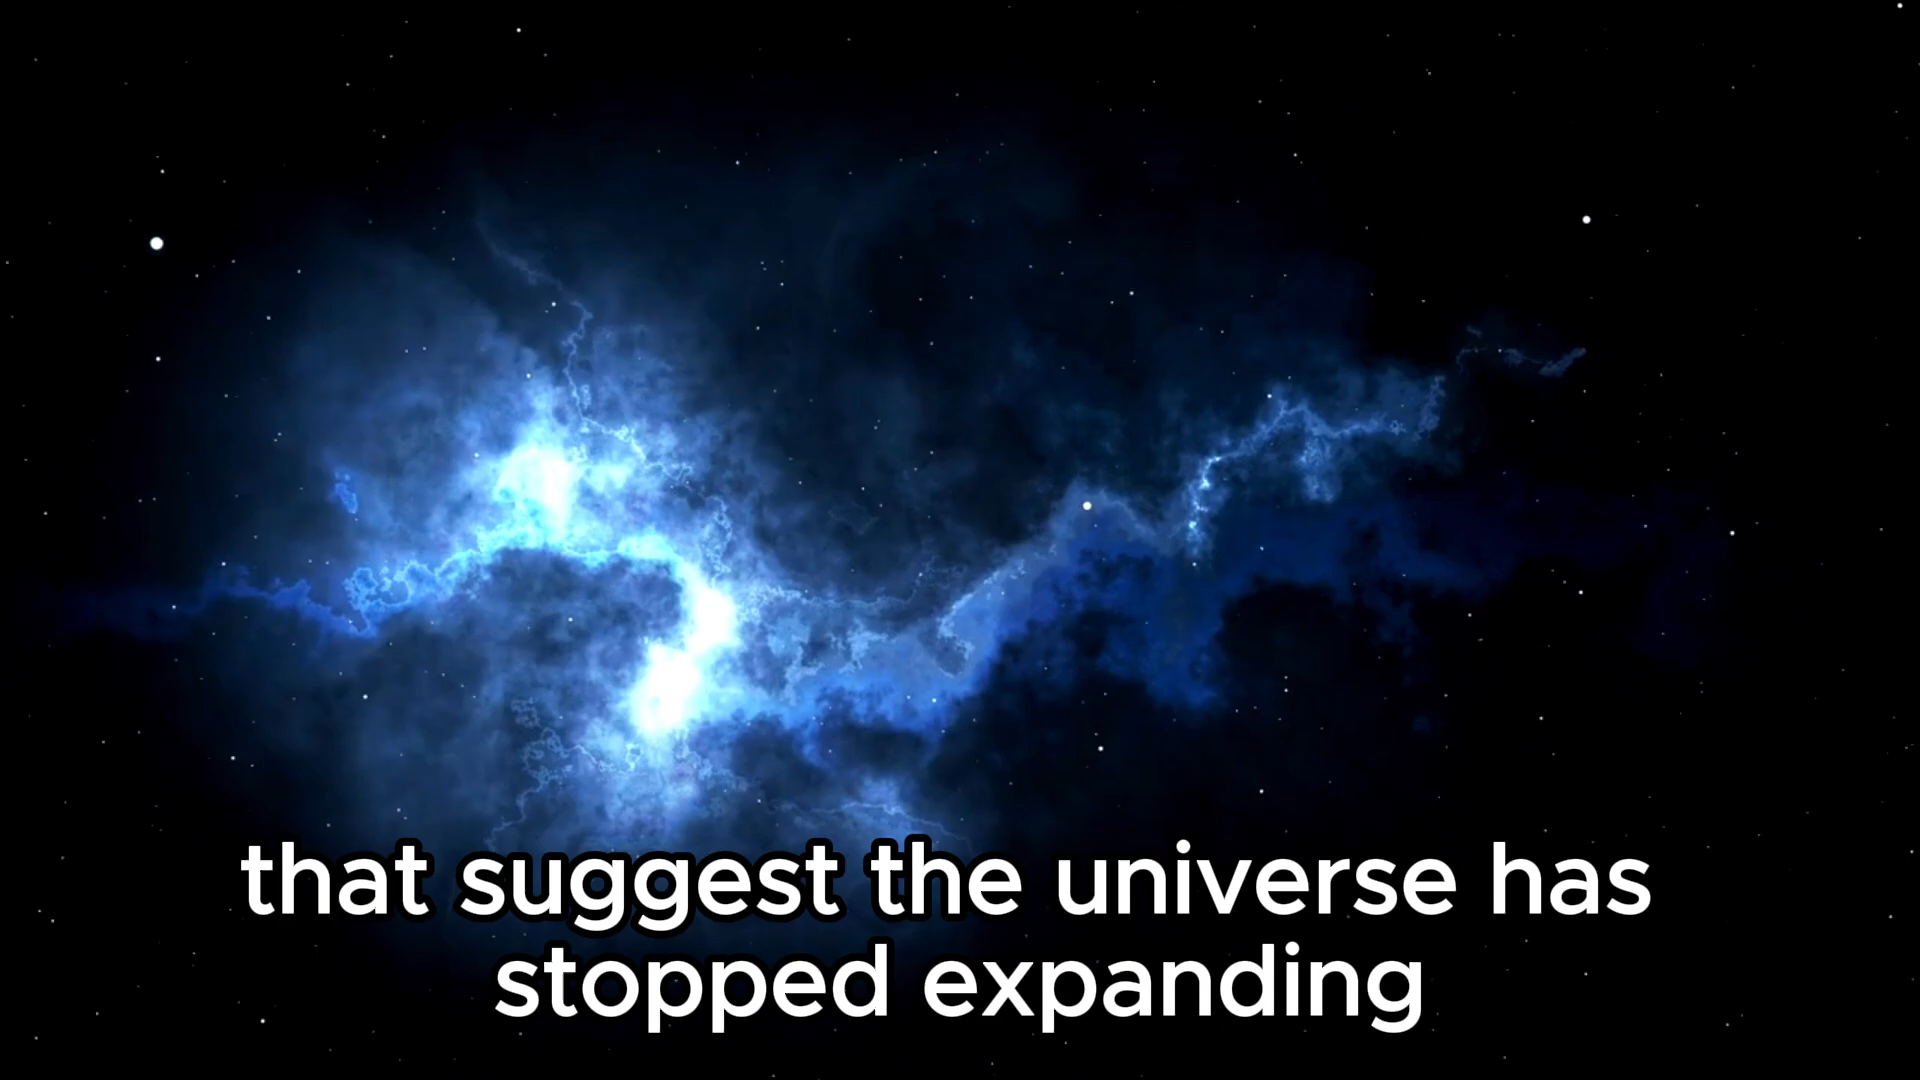 that suggest the universe has
stopped expanding